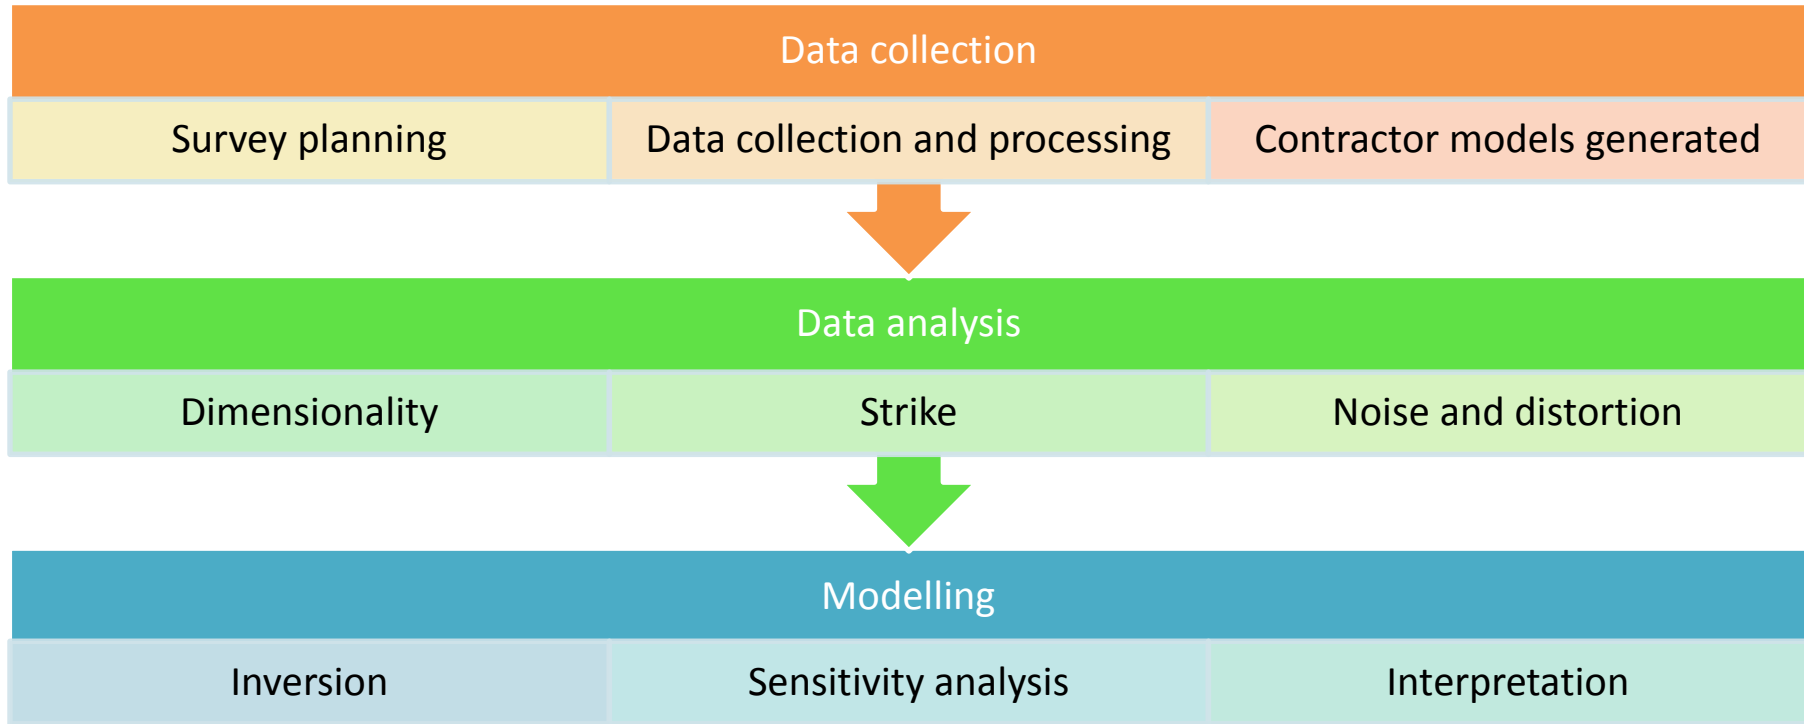 Data collection
Survey planning
Data collection and processing
Contractor models generated
Data analysis
Dimensionality
Strike
Noise and distortion
Modelling
Inversion
Sensitivity analysis
Interpretation